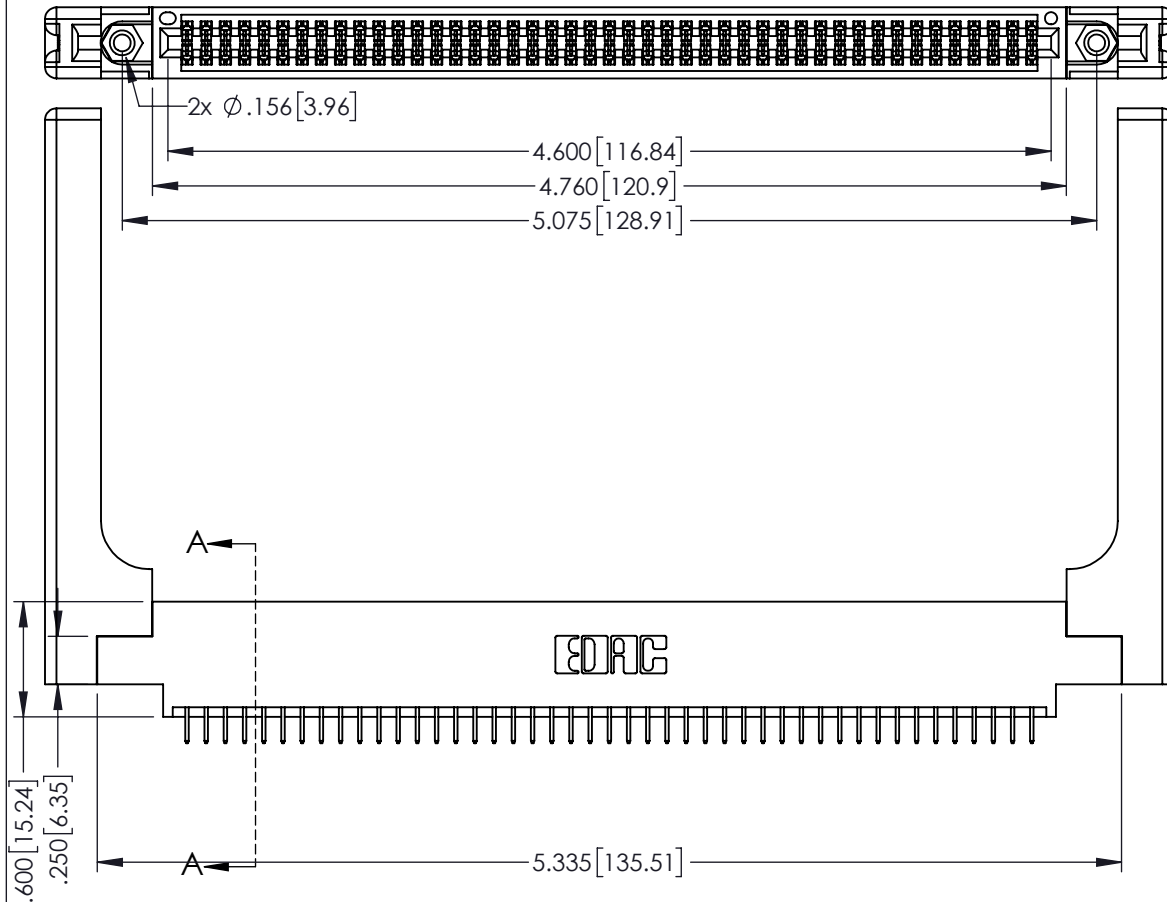 2x Ø.156[3.96]
4.600[116.84]
4.760[120.9]
5.075[128.91]
A
EDAC
.600[15.24]
.250[6.35]
A
5.335[135.51]